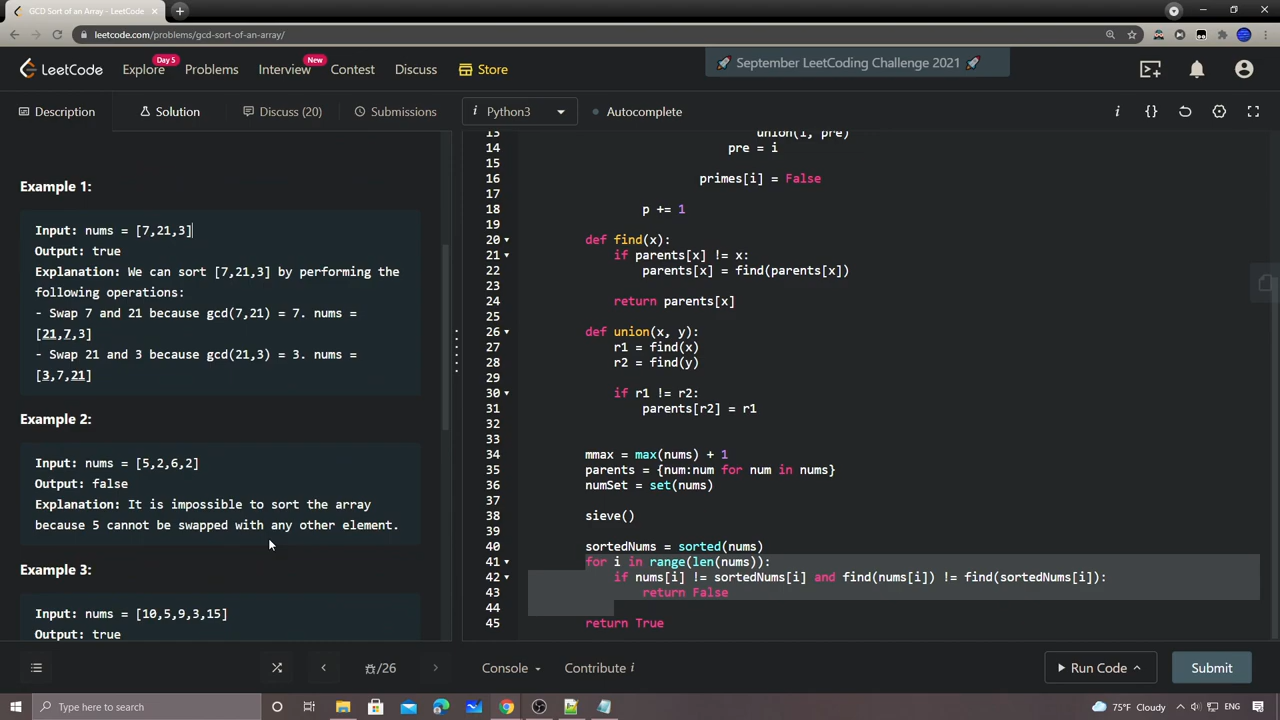 GCD Sort of an Array - LeetCode
leetcode.com/problems/gcd-sort-of-an-array/
LeetCode
Explore
Day 5
Problems
Interview
New
Contest
Discuss
Store
🚀 September LeetCoding Challenge 2021 🚀
Description
Solution
Discuss (20)
Submissions
i Python3
Autocomplete
Example 1:
Input: nums = [7,21,3]
Output: true
Explanation: We can sort [7,21,3] by performing the
following operations:
- Swap 7 and 21 because gcd(7,21) = 7. nums =
[21,7,3]
- Swap 21 and 3 because gcd(21,3) = 3. nums =
[3,7,21]
Example 2:
Input: nums = [5,2,6,2]
Output: false
Explanation: It is impossible to sort the array
because 5 cannot be swapped with any other element.
Example 3:
Input: nums = [10,5,9,3,15]
Output: true
13 union(i, pre)
14 pre = i
15
16 primes[i] = False
17
18 p += 1
19
20 def find(x):
21 if parents[x] != x:
22 parents[x] = find(parents[x])
23
24 return parents[x]
25
26 def union(x, y):
27 r1 = find(x)
28 r2 = find(y)
29
30 if r1 != r2:
31 parents[r2] = r1
32
33
34 mmax = max(nums) + 1
35 parents = {num:num for num in nums}
36 numSet = set(nums)
37
38 sieve()
39
40 sortedNums = sorted(nums)
41 for i in range(len(nums)):
42 if nums[i] != sortedNums[i] and find(nums[i]) != find(sortedNums[i]):
43 return False
44
45 return True
/26
Console
Contribute i
Run Code
Submit
Type here to search
75°F Cloudy
ENG